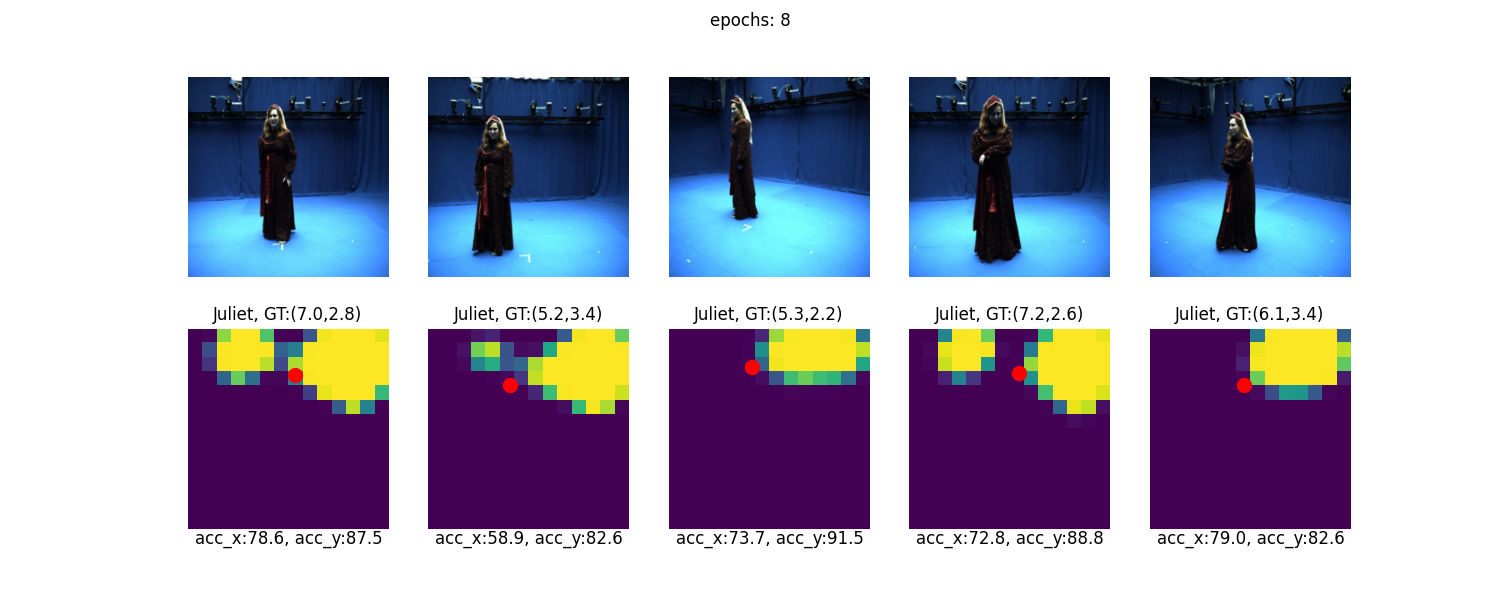 epochs: 8
Juliet, GT:(7.0,2.8)
Juliet, GT:(5.2,3.4)
Juliet, GT:(5.3,2.2)
Juliet, GT:(7.2,2.6)
Juliet, GT:(6.1,3.4)
acc_x:78.6, acc_y:87.5
acc_x:58.9, acc_y:82.6
acc_x:73.7, acc_y:91.5
acc_x:72.8, acc_y:88.8
acc_x:79.0, acc_y:82.6